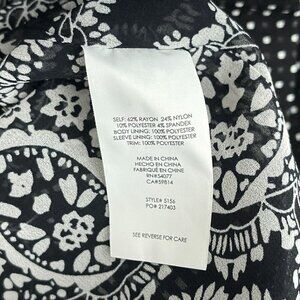 SELF: 62% RAYON 24% NYLON
10% POLYESTER 4% SPANDEX
BODY LINING: 100% POLYESTER
SLEEVE LINING: 100% POLYESTER
TRIM: 100% POLYESTER
MADE IN CHINA
HECHO EN CHINA
FABRIQUÉ EN CHINE
RN#54077
CA#59814
STYLE# 5156
PO# 217403
SEE REVERSE FOR CARE